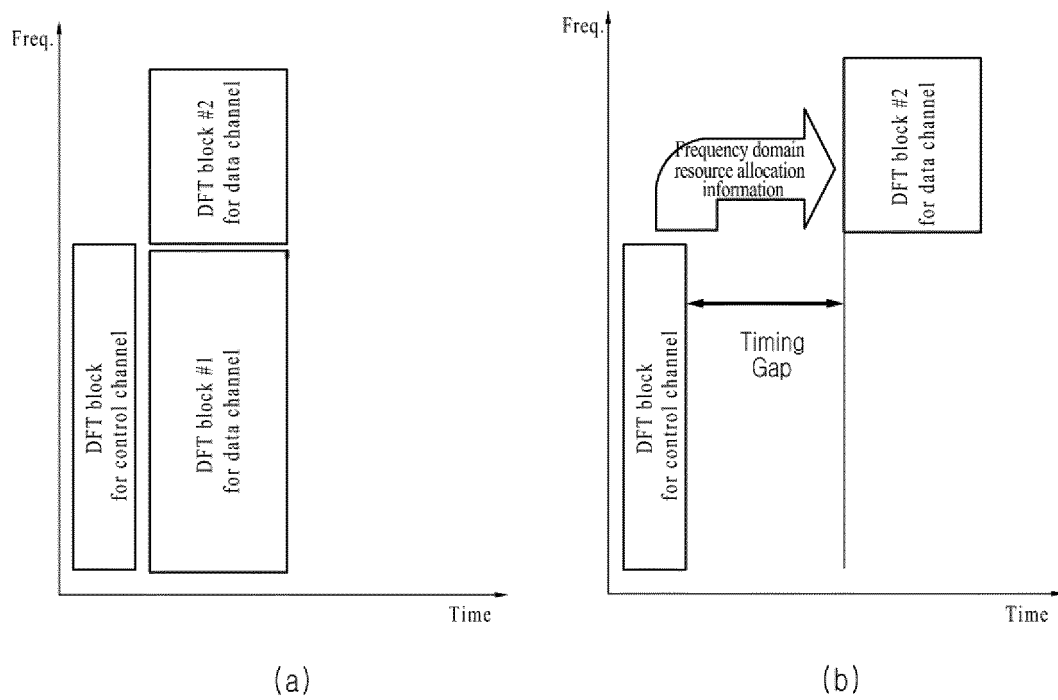 Freq.
DFT block #2
for data channel
DFT block
for control channel
DFT block #1
for data channel
Time
(a)
Freq.
Frequency domain
resource allocation
information
DFT block #2
for data channel
Timing
Gap
DFT block
for control channel
Time
(b)